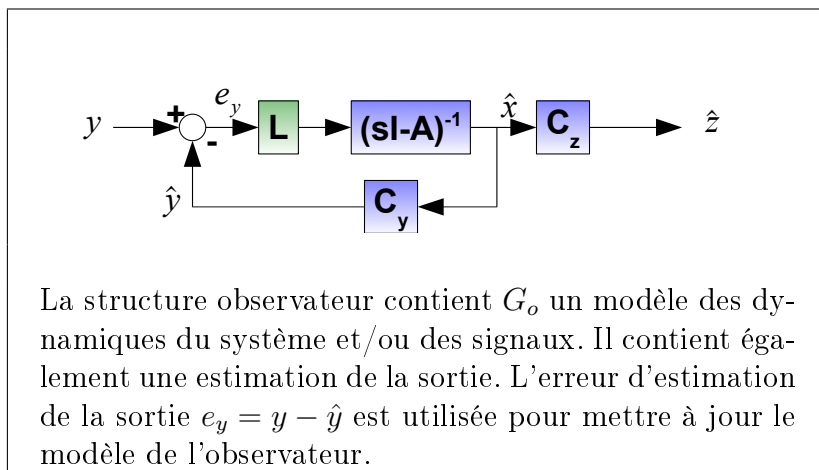 y + e_y L (sI-A)⁻¹ x̂ C_z ẑ
-
ŷ C_y
La structure observateur contient G_o un modèle des dy-
namiques du système et/ou des signaux. Il contient éga-
lement une estimation de la sortie. L'erreur d'estimation
de la sortie e_y = y − ŷ est utilisée pour mettre à jour le
modèle de l'observateur.